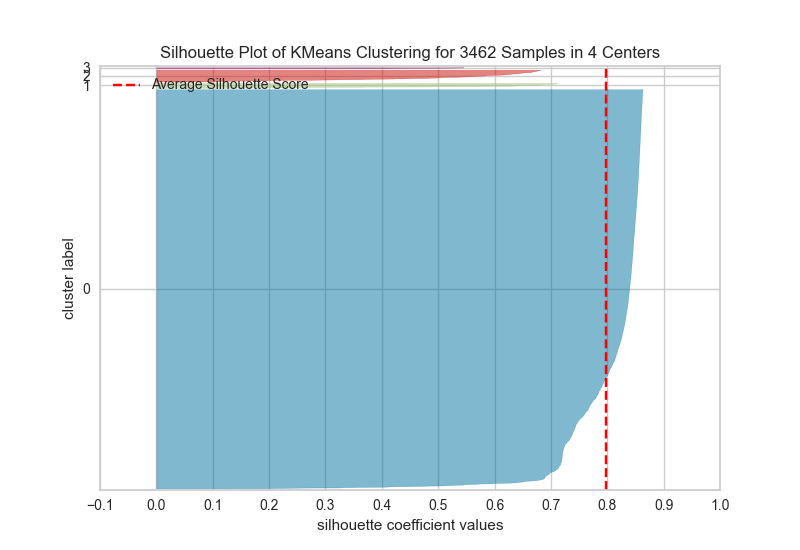 Silhouette Plot of KMeans Clustering for 3462 Samples in 4 Centers
3
2
1
Average Silhouette Score
0
cluster label
−0.1 0.0 0.1 0.2 0.3 0.4 0.5 0.6 0.7 0.8 0.9 1.0
silhouette coefficient values